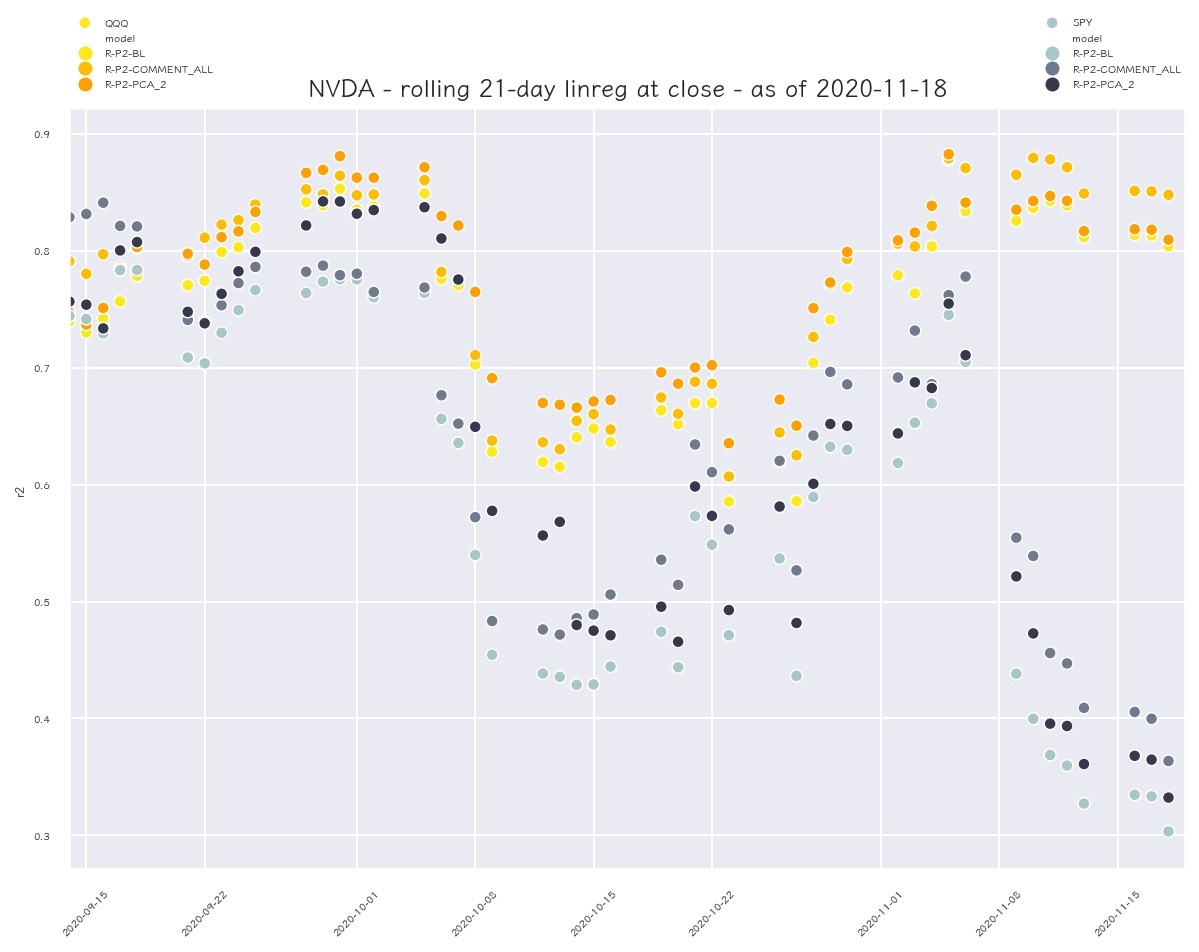 QQQ
model
R-P2-BL
R-P2-COMMENT_ALL
R-P2-PCA_2
SPY
model
R-P2-BL
R-P2-COMMENT_ALL
R-P2-PCA_2
NVDA - rolling 21-day linreg at close - as of 2020-11-18
0.9
0.8
0.7
0.6
0.5
0.4
0.3
r2
2020-09-15
2020-09-22
2020-10-01
2020-10-08
2020-10-15
2020-10-22
2020-11-01
2020-11-08
2020-11-15